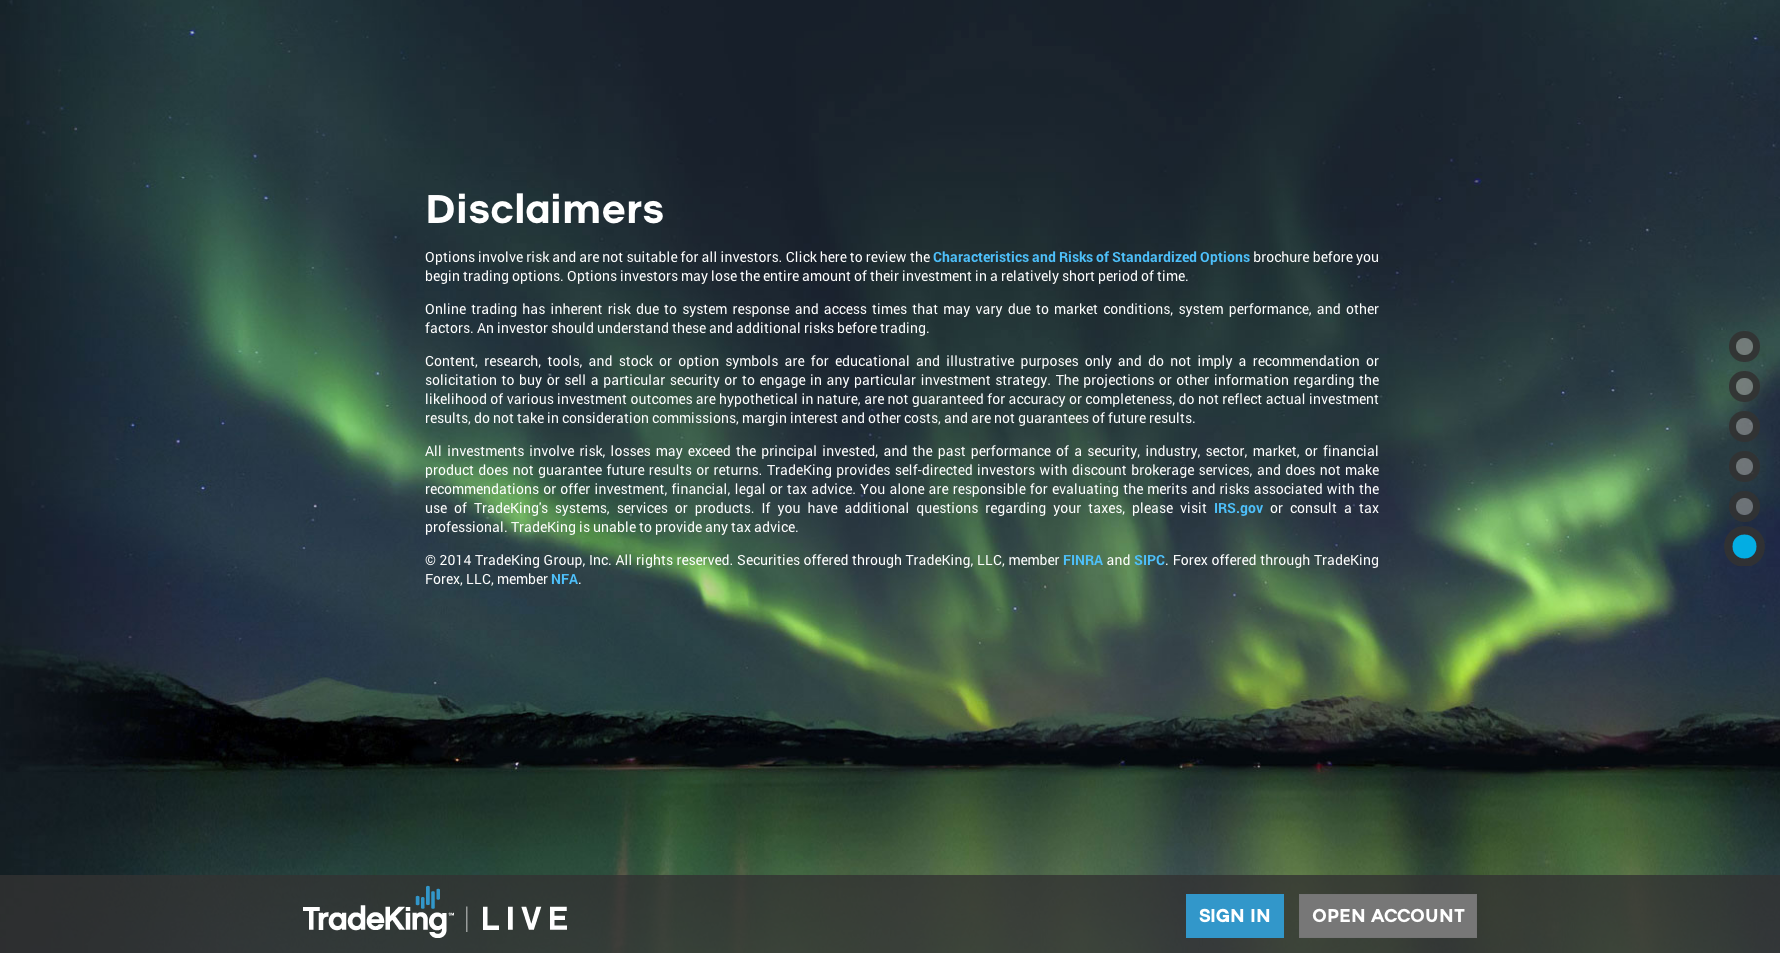 Disclaimers
Options involve risk and are not suitable for all investors. Click here to review the Characteristics and Risks of Standardized Options brochure before you
begin trading options. Options investors may lose the entire amount of their investment in a relatively short period of time.
Online trading has inherent risk due to system response and access times that may vary due to market conditions, system performance, and other
factors. An investor should understand these and additional risks before trading.
Content, research, tools, and stock or option symbols are for educational and illustrative purposes only and do not imply a recommendation or
solicitation to buy or sell a particular security or to engage in any particular investment strategy. The projections or other information regarding the
likelihood of various investment outcomes are hypothetical in nature, are not guaranteed for accuracy or completeness, do not reflect actual investment
results, do not take in consideration commissions, margin interest and other costs, and are not guarantees of future results.
All investments involve risk, losses may exceed the principal invested, and the past performance of a security, industry, sector, market, or financial
product does not guarantee future results or returns. TradeKing provides self-directed investors with discount brokerage services, and does not make
recommendations or offer investment, financial, legal or tax advice. You alone are responsible for evaluating the merits and risks associated with the
use of TradeKing's systems, services or products. If you have additional questions regarding your taxes, please visit IRS.gov or consult a tax
professional. TradeKing is unable to provide any tax advice.
© 2014 TradeKing Group, Inc. All rights reserved. Securities offered through TradeKing, LLC, member FINRA and SIPC. Forex offered through TradeKing
Forex, LLC, member NFA.
TradeKing™ | LIVE
SIGN IN
OPEN ACCOUNT